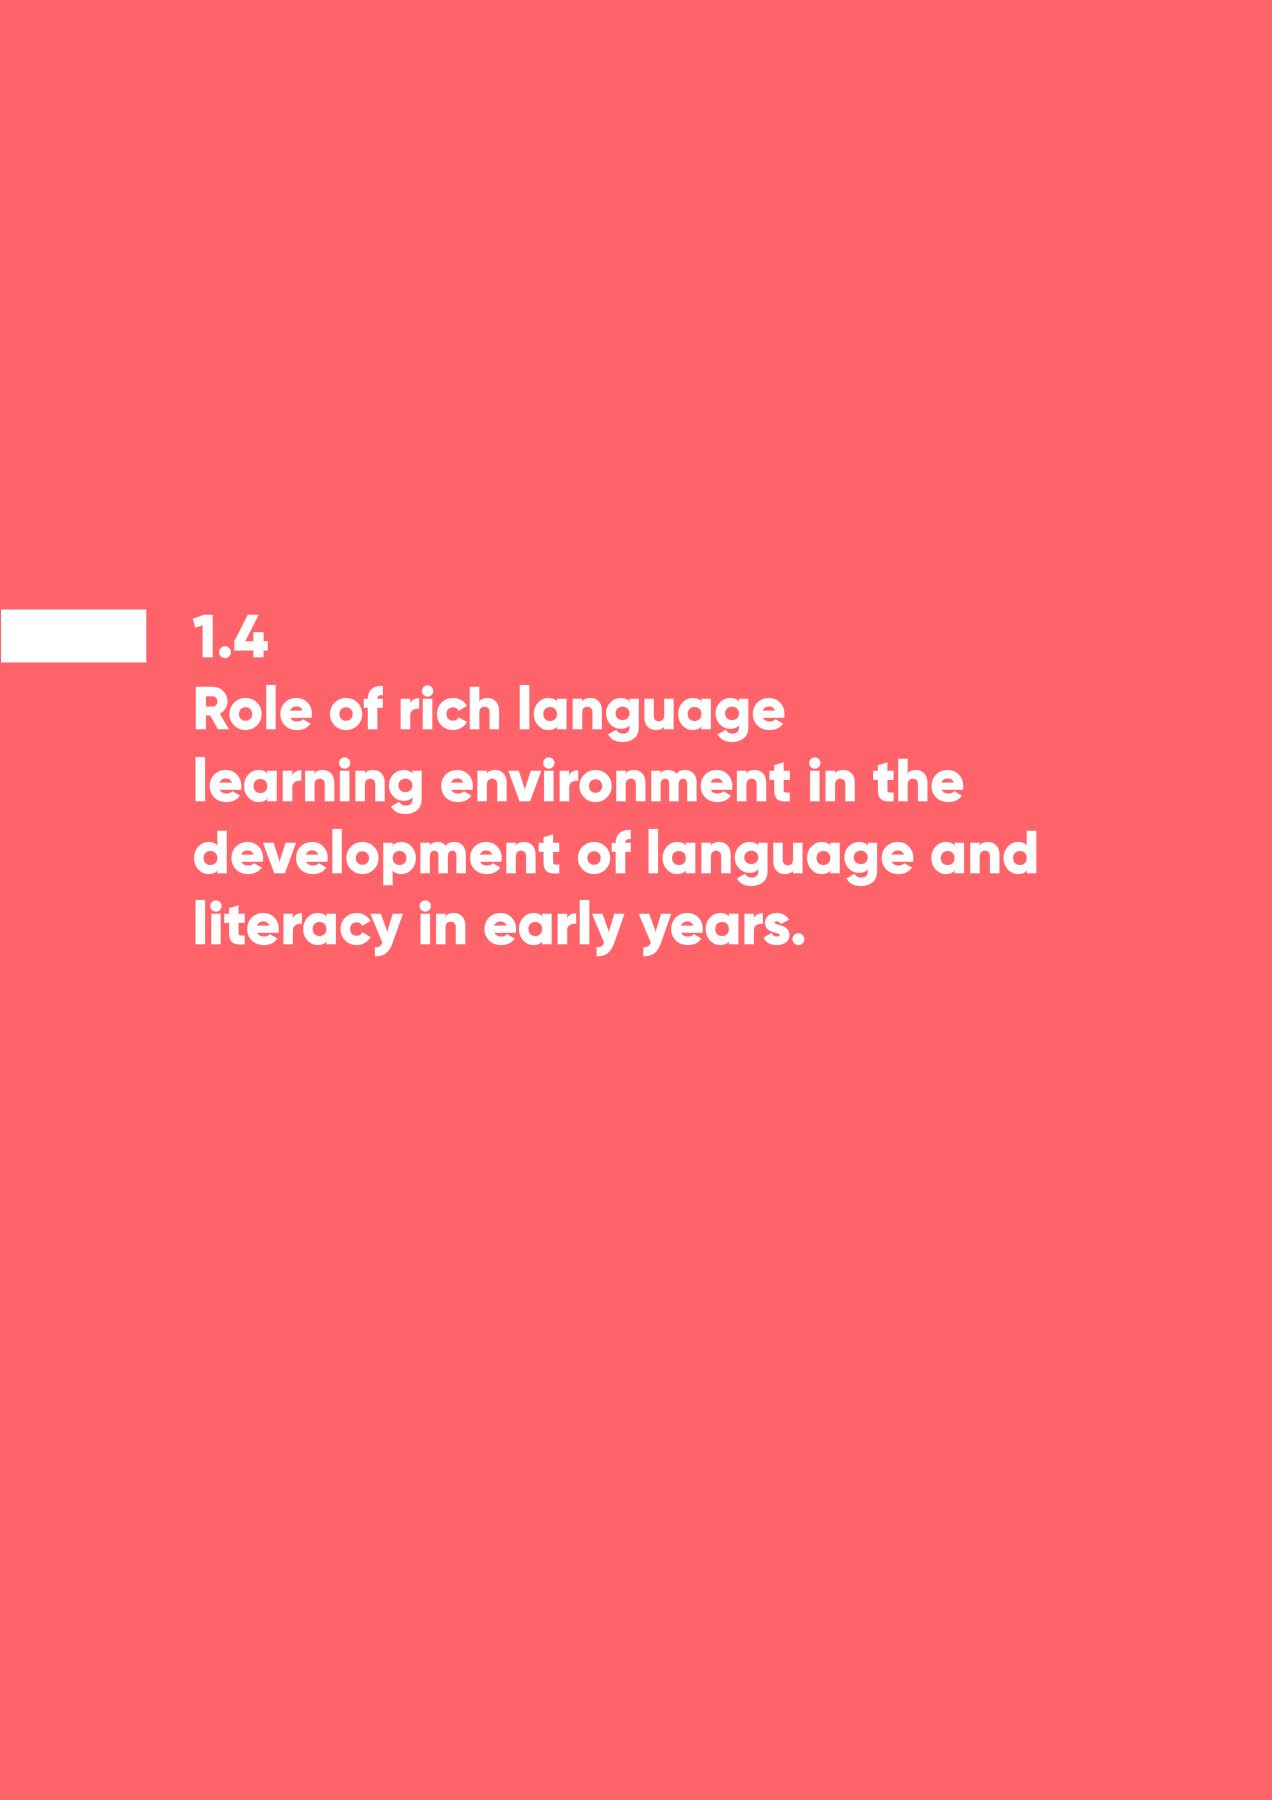 1.4
Role of rich language
learning environment in the
development of language and
literacy in early years.